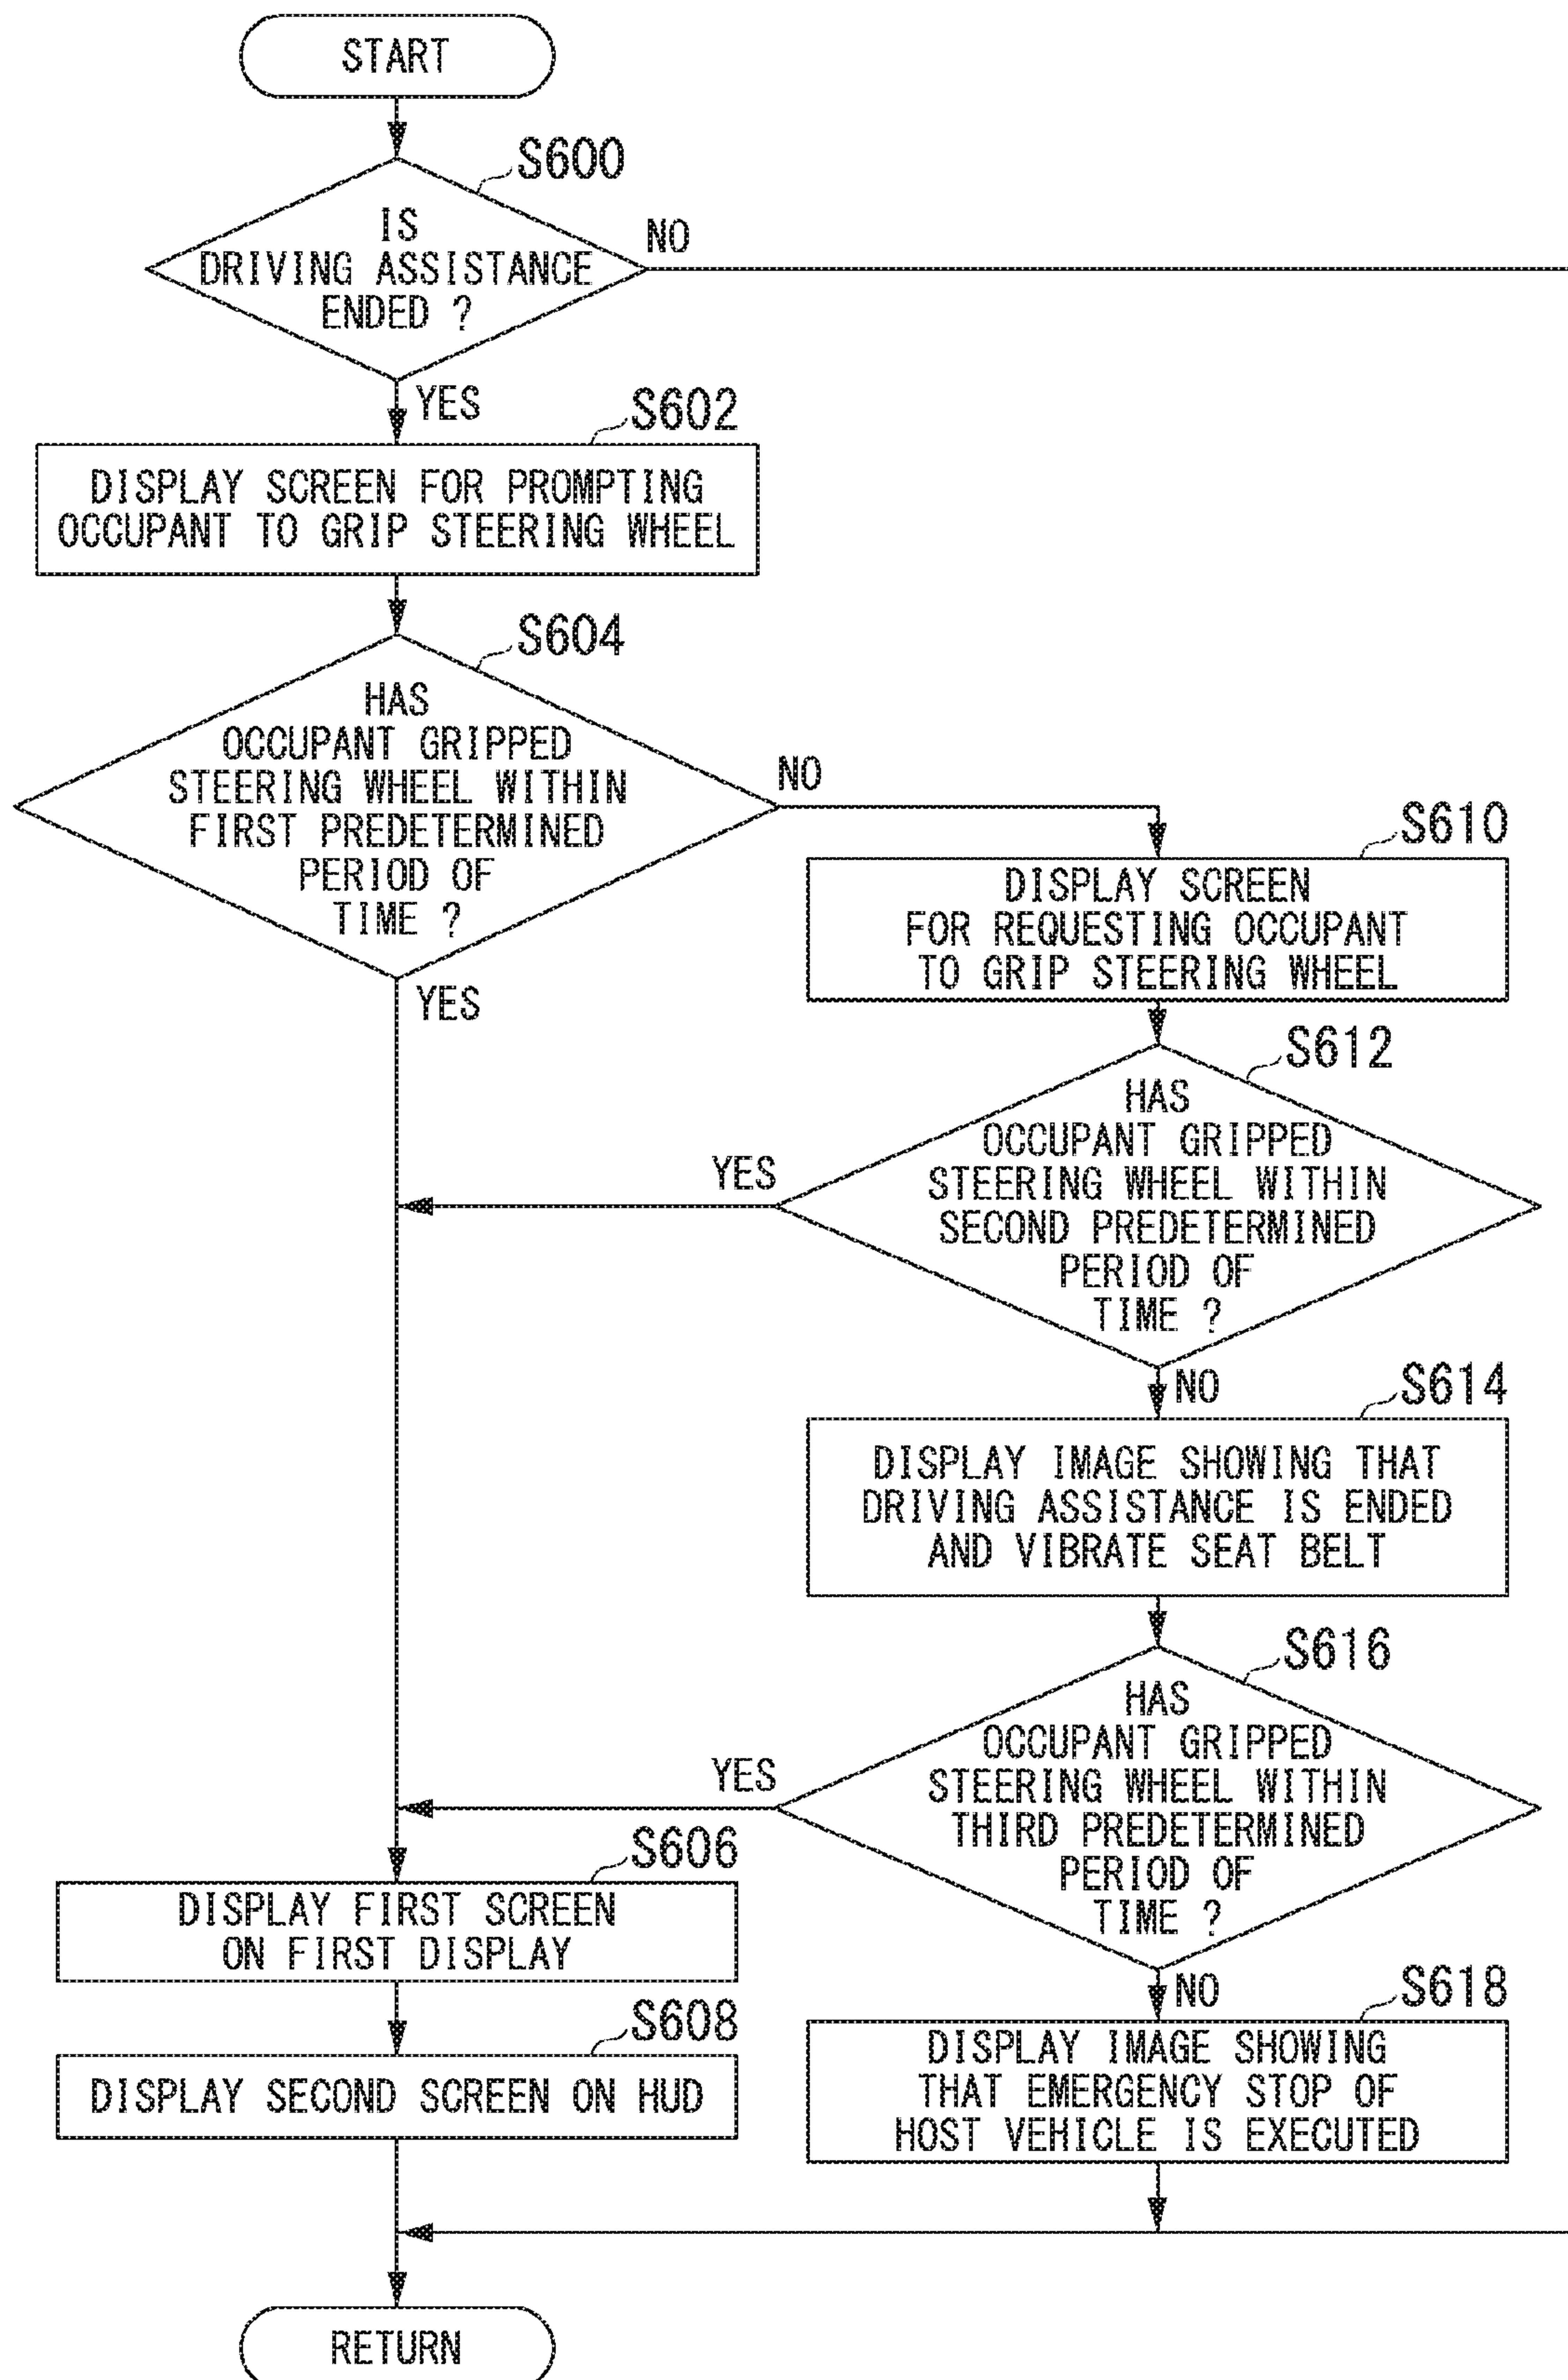 START
S600
IS
DRIVING ASSISTANCE
ENDED ?
NO
YES
S602
DISPLAY SCREEN FOR PROMPTING
OCCUPANT TO GRIP STEERING WHEEL
S604
HAS
OCCUPANT GRIPPED
STEERING WHEEL WITHIN
FIRST PREDETERMINED
PERIOD OF
TIME ?
NO
YES
S610
DISPLAY SCREEN
FOR REQUESTING OCCUPANT
TO GRIP STEERING WHEEL
S612
HAS
OCCUPANT GRIPPED
STEERING WHEEL WITHIN
SECOND PREDETERMINED
PERIOD OF
TIME ?
YES
NO
S614
DISPLAY IMAGE SHOWING THAT
DRIVING ASSISTANCE IS ENDED
AND VIBRATE SEAT BELT
S616
HAS
OCCUPANT GRIPPED
STEERING WHEEL WITHIN
THIRD PREDETERMINED
PERIOD OF
TIME ?
YES
NO
S606
DISPLAY FIRST SCREEN
ON FIRST DISPLAY
S608
DISPLAY SECOND SCREEN ON HUD
S618
DISPLAY IMAGE SHOWING
THAT EMERGENCY STOP OF
HOST VEHICLE IS EXECUTED
RETURN